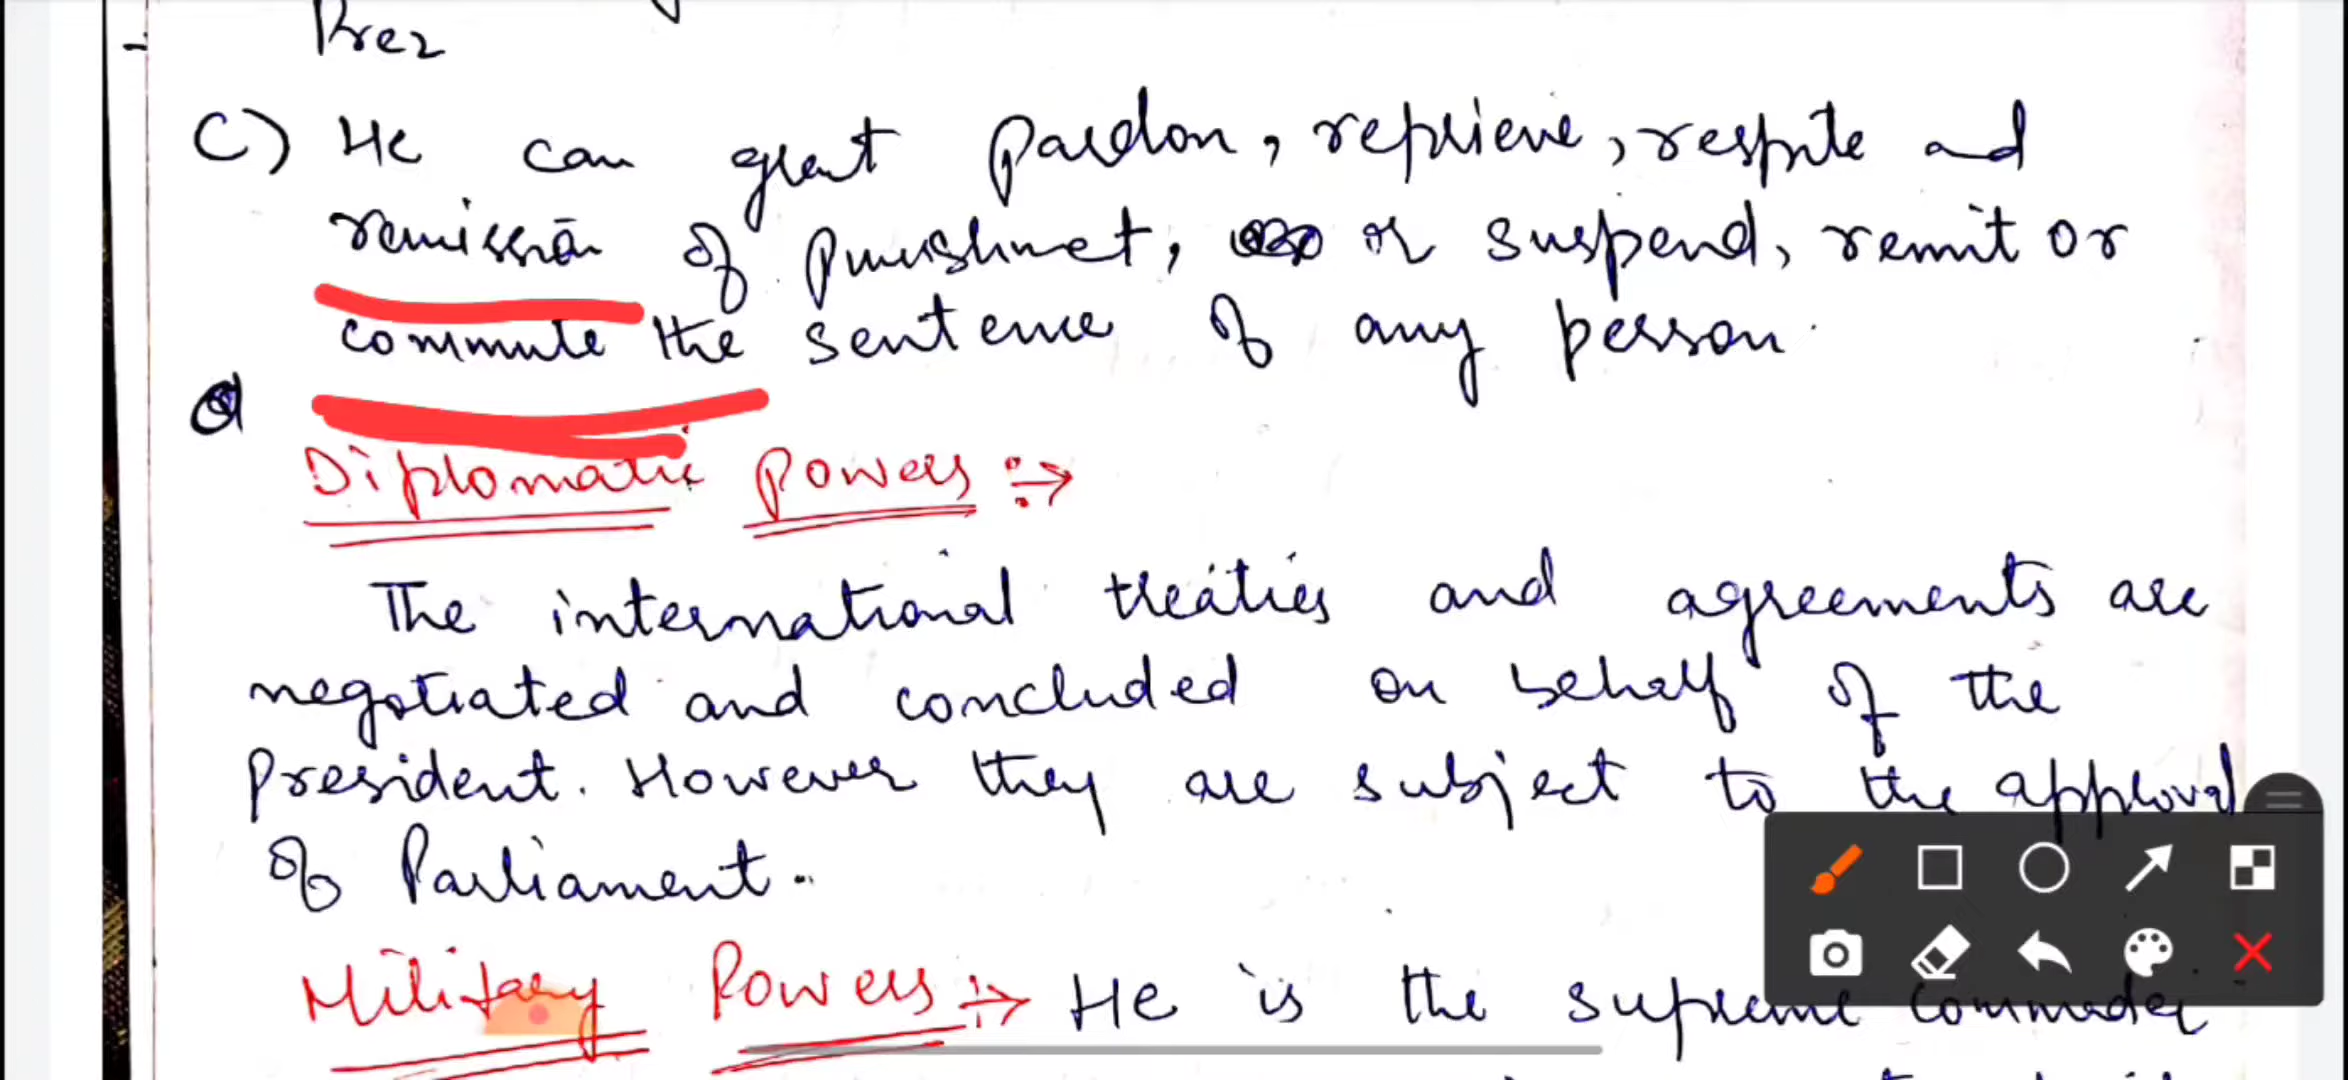 Prez
C) He can grant pardon, reprieve, respite and
remission of punishment, or suspend, remit or
commute the sentence of any person.
Diplomatic Powers :→
The international treaties and agreements are
negotiated and concluded on behalf of the
president. However they are subject to the approval
of Parliament.
Military Powers :→ He is the supreme commander